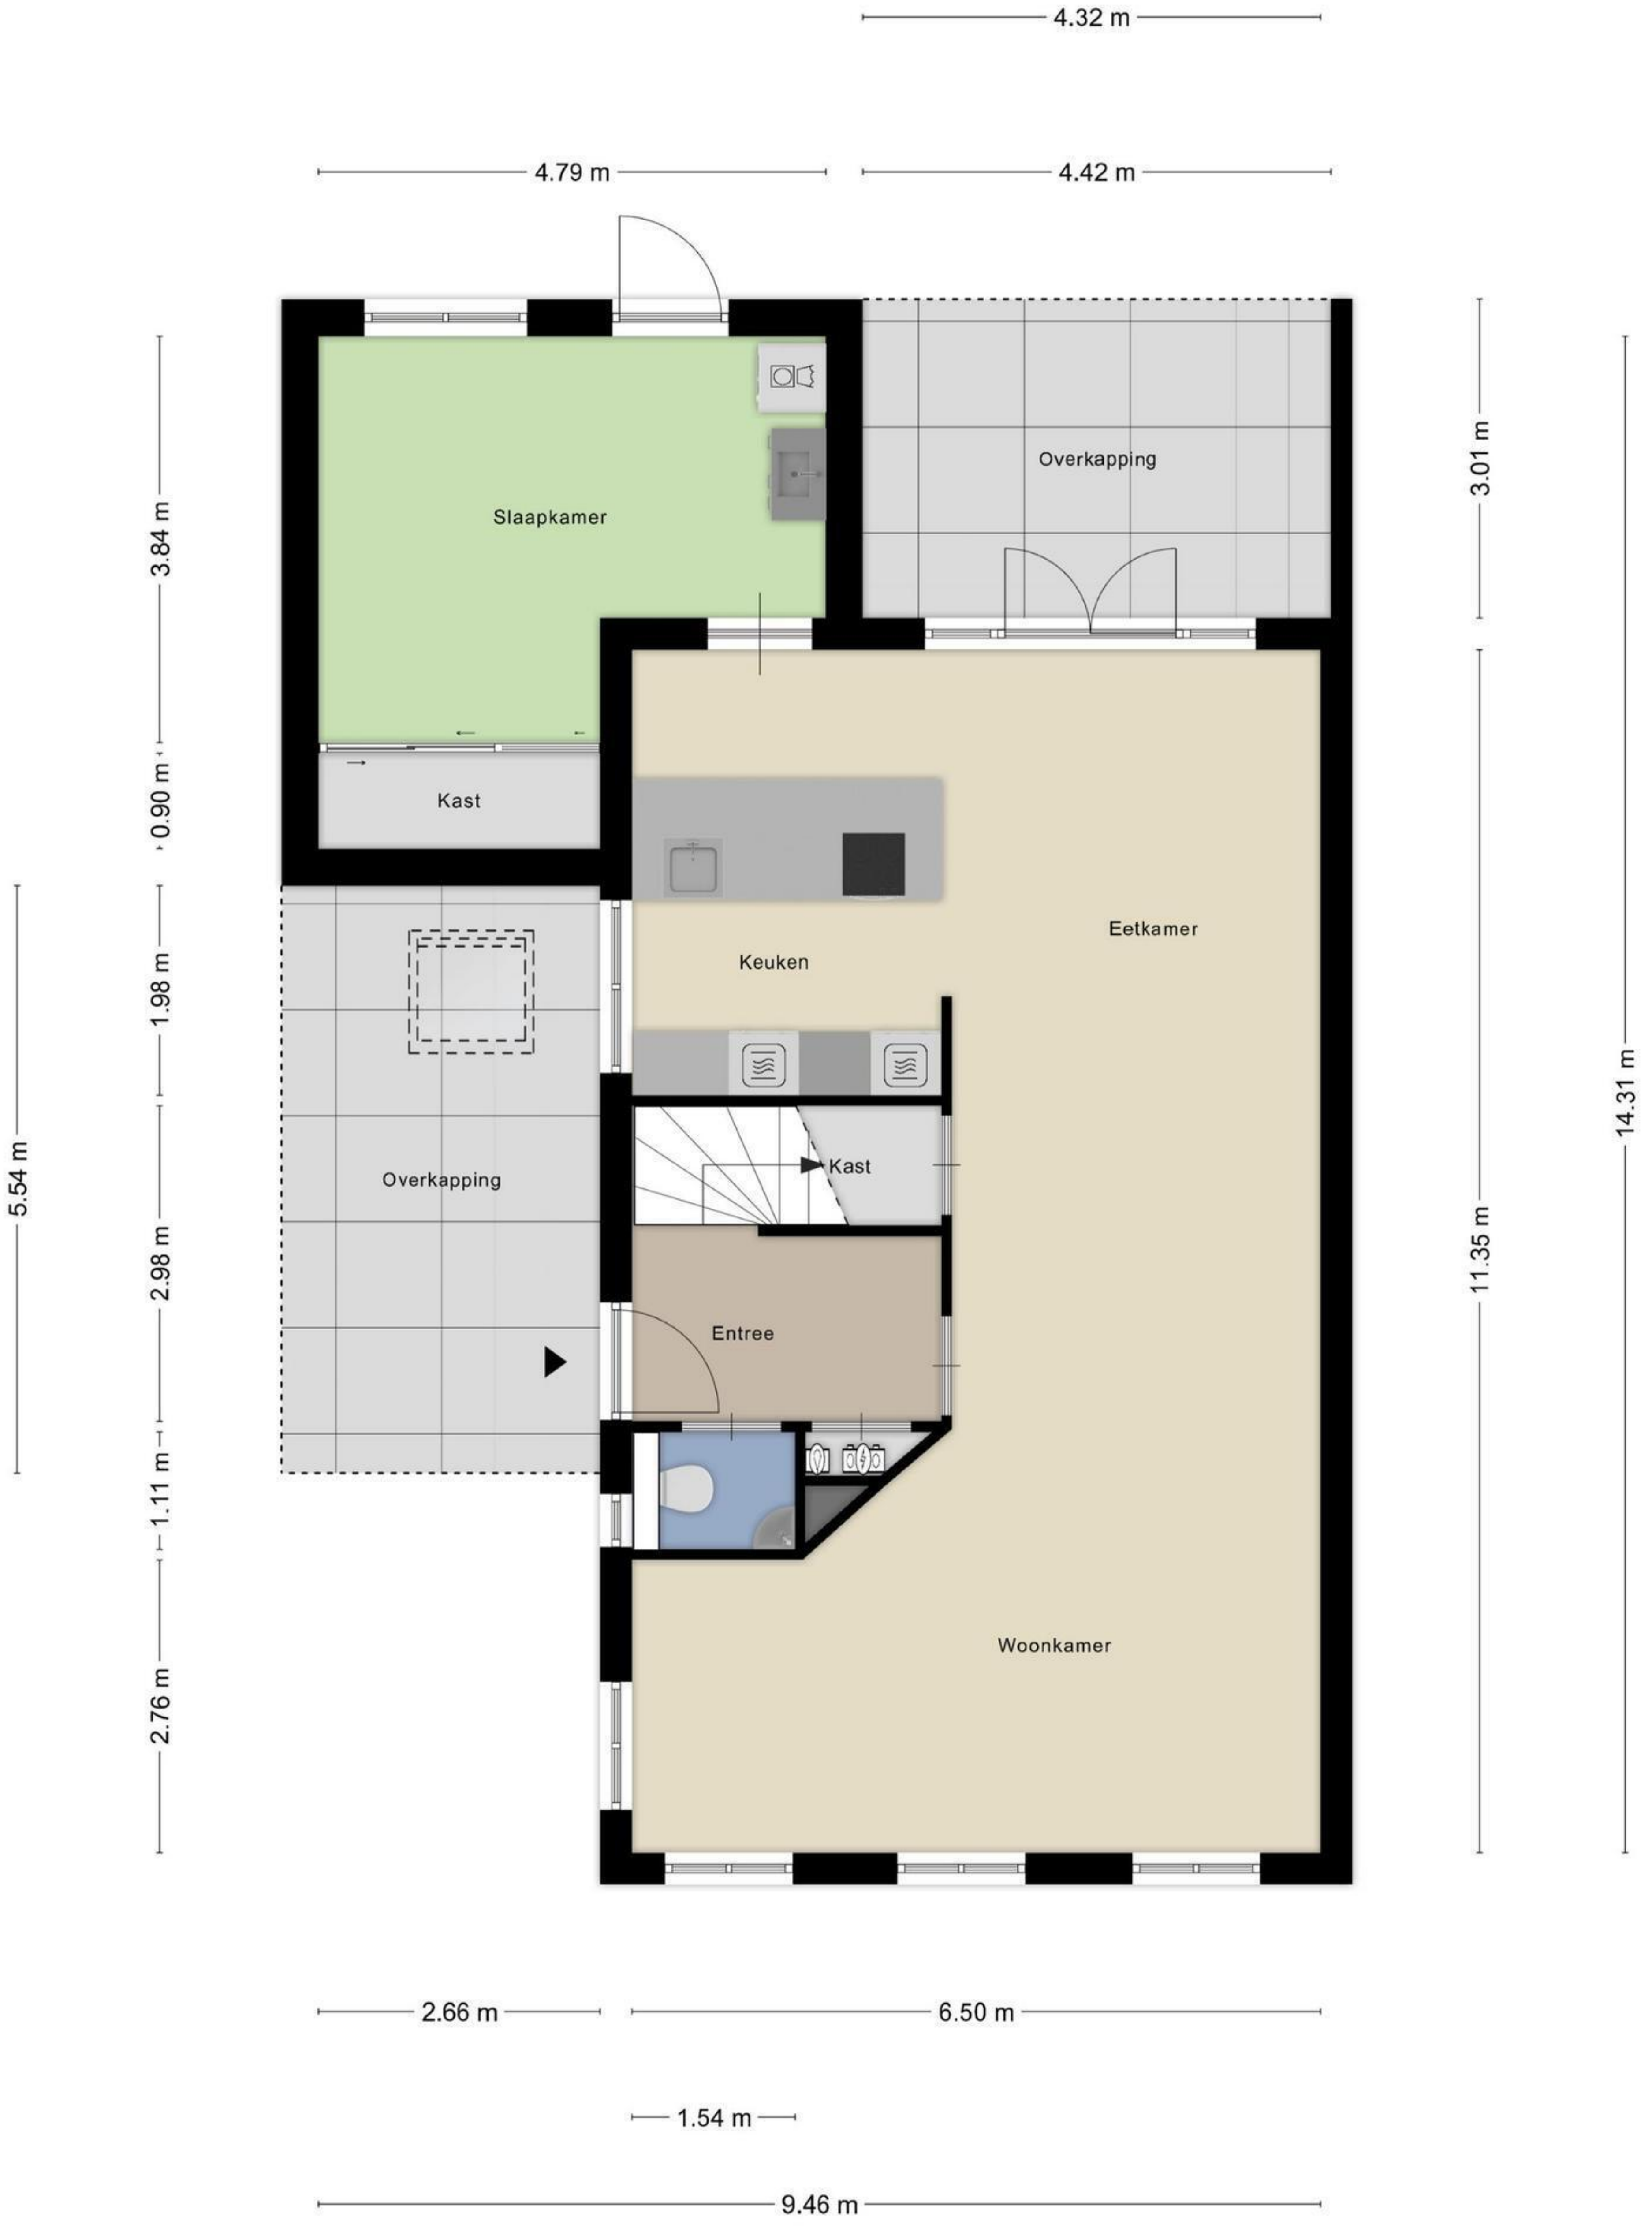 4.32 m
4.79 m
4.42 m
Overkapping
3.01 m
Slaapkamer
3.84 m
0.90 m
Kast
Eetkamer
Keuken
1.98 m
14.31 m
Kast
Overkapping
5.54 m
2.98 m
11.35 m
Entree
1.11 m
Woonkamer
2.76 m
2.66 m
6.50 m
1.54 m
9.46 m